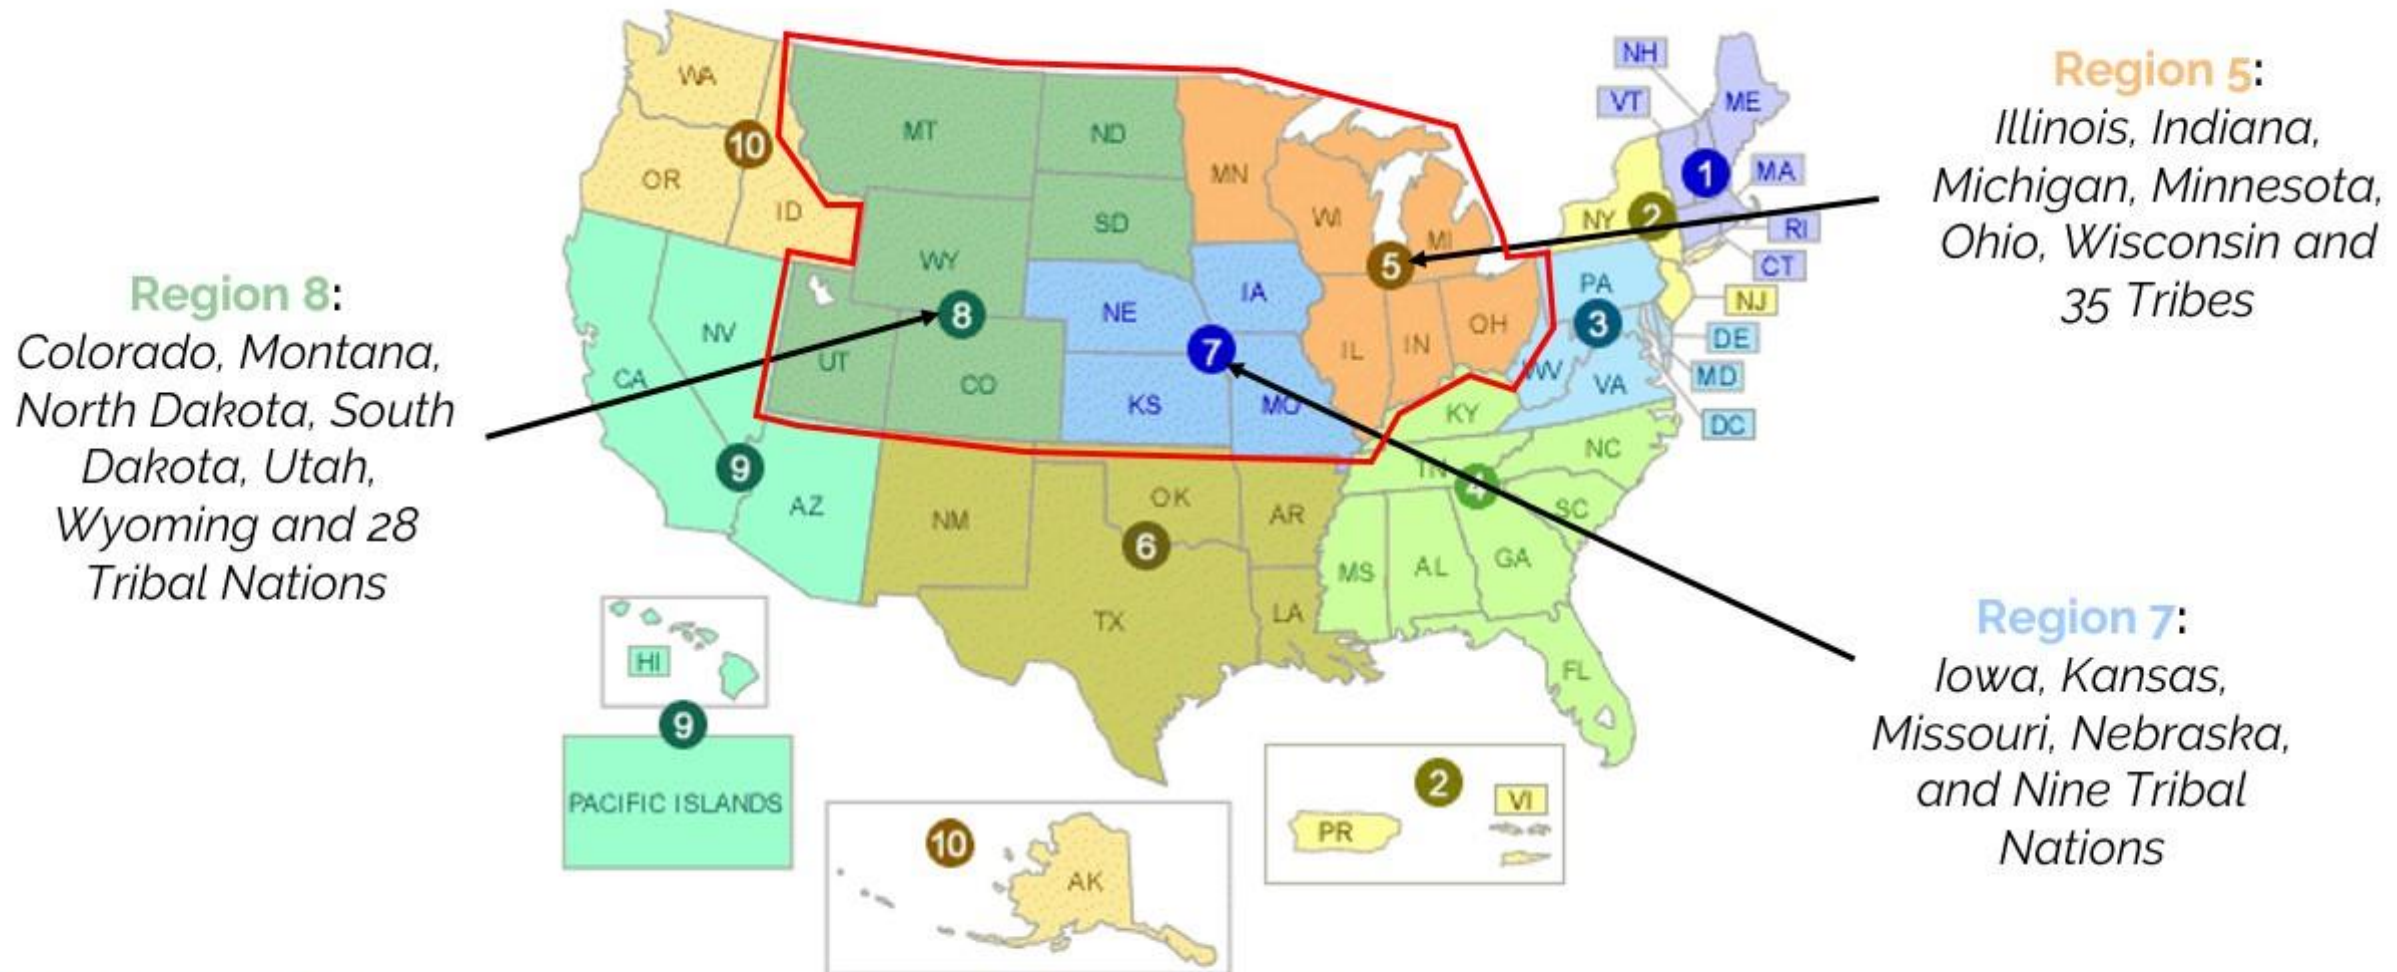 Region 8:
Colorado, Montana,
North Dakota, South
Dakota, Utah,
Wyoming and 28
Tribal Nations
WA
OR
ID
10
MT
ND
SD
WY
8
UT
CO
CA
NV
9
AZ
NE
IA
7
KS
MO
MN
WI
MI
5
IL
IN
OH
NM
OK
AR
6
TX
LA
KY
TN
4
NC
SC
MS
AL
GA
FL
PA
3
WV
VA
DE
MD
DC
NY
2
NJ
NH
VT
ME
1
MA
RI
CT
HI
9
PACIFIC ISLANDS
10
AK
2
PR
VI
Region 5:
Illinois, Indiana,
Michigan, Minnesota,
Ohio, Wisconsin and
35 Tribes
Region 7:
Iowa, Kansas,
Missouri, Nebraska,
and Nine Tribal
Nations